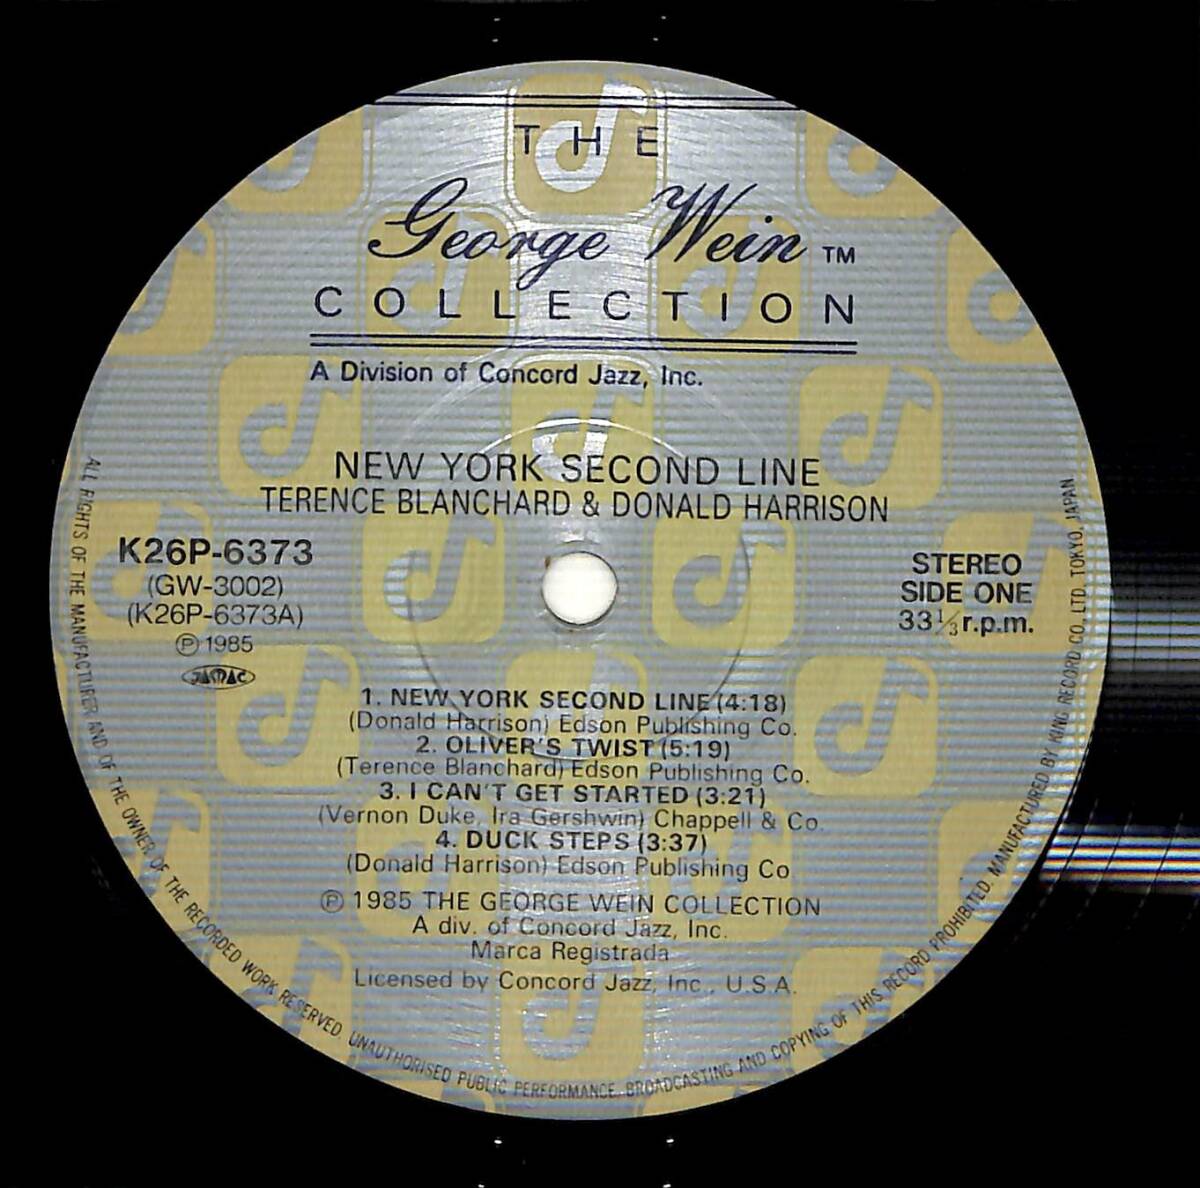 THE
George Wein TM
COLLECTION
A Division of Concord Jazz, Inc.
NEW YORK SECOND LINE
TERENCE BLANCHARD & DONALD HARRISON
K26P-6373
(GW-3002)
(K26P-6373A)
Ⓟ 1985
JASRAC
STEREO
SIDE ONE
33⅓ r.p.m.
1. NEW YORK SECOND LINE (4:18)
(Donald Harrison) Edson Publishing Co.
2. OLIVER'S TWIST (5:19)
(Terence Blanchard) Edson Publishing Co.
3. I CAN'T GET STARTED (3:21)
(Vernon Duke, Ira Gershwin) Chappell & Co.
4. DUCK STEPS (3:37)
(Donald Harrison) Edson Publishing Co
Ⓟ 1985 THE GEORGE WEIN COLLECTION
A div. of Concord Jazz, Inc.
Marca Registrada
Licensed by Concord Jazz, Inc., U.S.A.
ALL RIGHTS OF THE MANUFACTURER AND OF THE OWNER OF THE RECORDED WORK RESERVED. UNAUTHORISED PUBLIC PERFORMANCE, BROADCASTING AND COPYING OF THIS RECORD PROHIBITED. MANUFACTURED BY KING RECORD CO., LTD. TOKYO, JAPAN